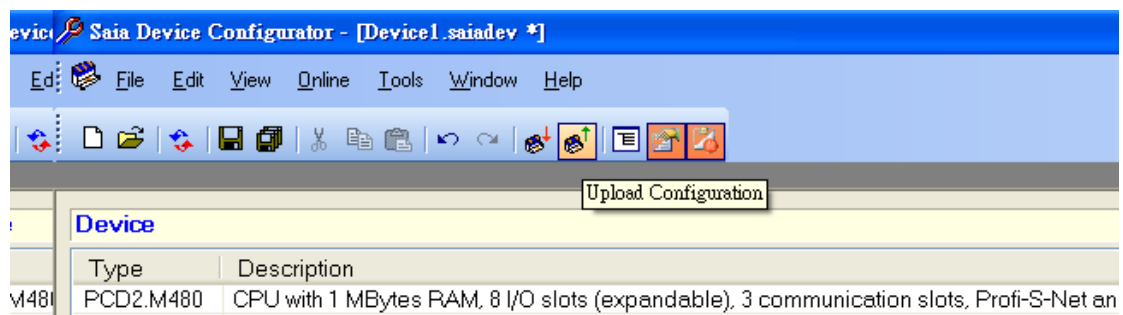 Saia Device Configurator - [Device1.saiadev *]
Ed File Edit View Online Tools Window Help
Upload Configuration
Device
Type Description
PCD2.M480 CPU with 1 MBytes RAM, 8 I/O slots (expandable), 3 communication slots, Profi-S-Net an